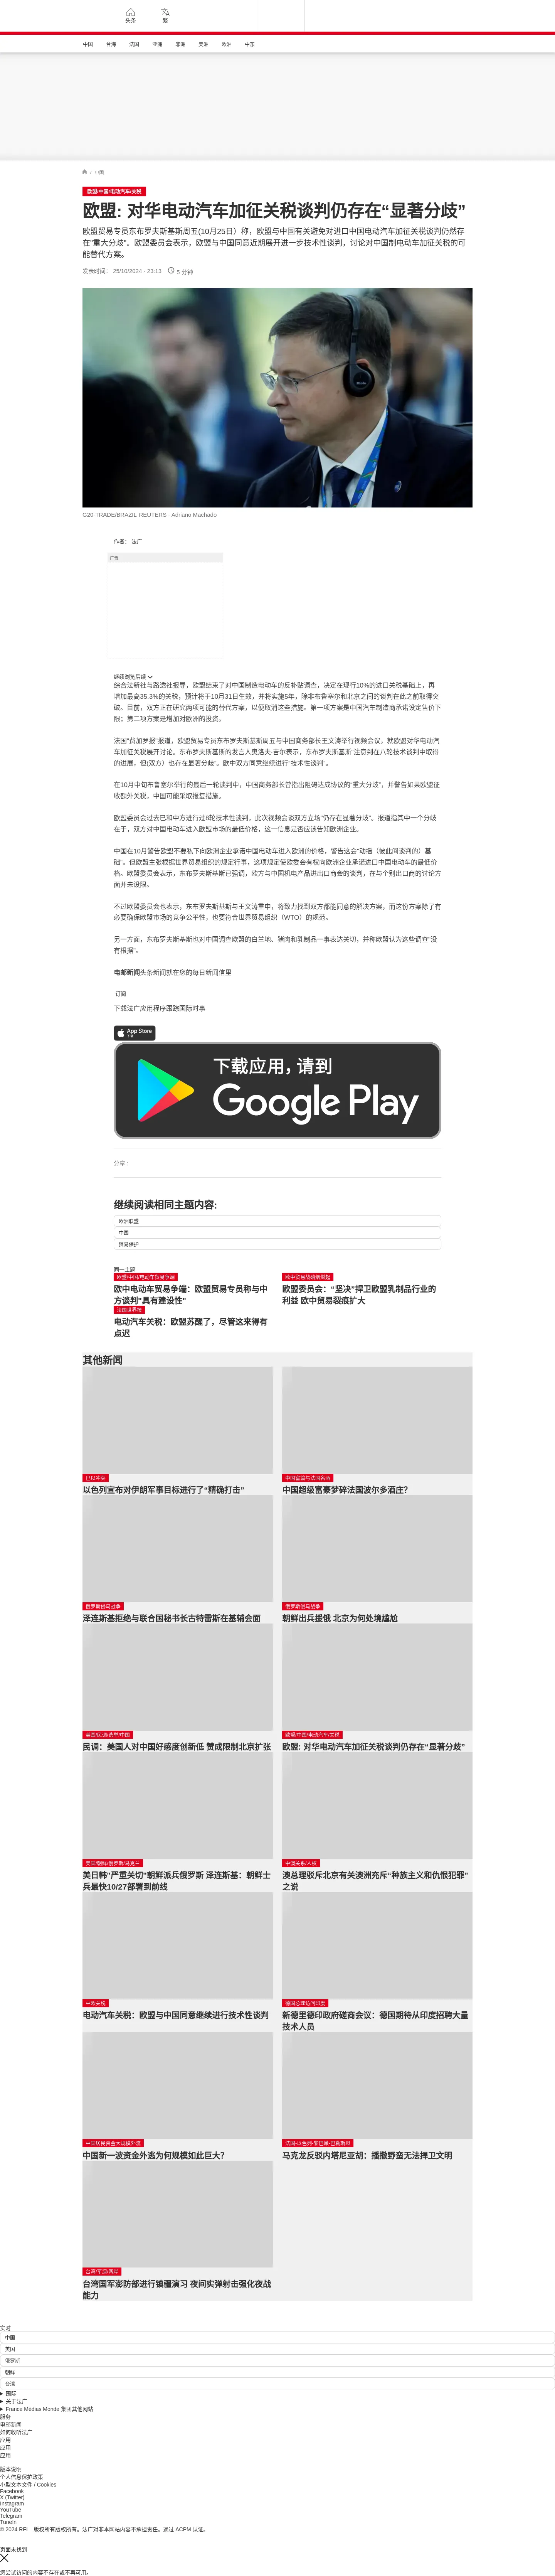 头条
繁
中国
台海
法国
亚洲
非洲
美洲
欧洲
中东
/ 中国
欧盟/中国/电动汽车/关税
欧盟: 对华电动汽车加征关税谈判仍存在“显著分歧”
欧盟贸易专员东布罗夫斯基斯周五(10月25日）称，欧盟与中国有关避免对进口中国电动汽车加征关税谈判仍然存在“重大分歧”。欧盟委员会表示，欧盟与中国同意近期展开进一步技术性谈判，讨论对中国制电动车加征关税的可能替代方案。
发表时间： 25/10/2024 - 23:13
5 分钟
G20-TRADE/BRAZIL REUTERS - Adriano Machado
作者： 法广
广告
继续浏览后续
综合法新社与路透社报导，欧盟结束了对中国制造电动车的反补贴调查，决定在现行10%的进口关税基础上，再增加最高35.3%的关税，预计将于10月31日生效，并将实施5年，除非布鲁塞尔和北京之间的谈判在此之前取得突破。目前，双方正在研究两项可能的替代方案，以便取消这些措施。第一项方案是中国汽车制造商承诺设定售价下限；第二项方案是增加对欧洲的投资。
法国“费加罗报”报道，欧盟贸易专员东布罗夫斯基斯周五与中国商务部长王文涛举行视频会议，就欧盟对华电动汽车加征关税展开讨论。东布罗夫斯基斯的发言人奥洛夫·吉尔表示，东布罗夫斯基斯“注意到在八轮技术谈判中取得的进展，但(双方）也存在显著分歧”。欧中双方同意继续进行“技术性谈判”。
在10月中旬布鲁塞尔举行的最后一轮谈判中，中国商务部长曾指出阻碍达成协议的“重大分歧”，并警告如果欧盟征收额外关税，中国可能采取报复措施。
欧盟委员会过去已和中方进行过8轮技术性谈判，此次视频会谈双方立场“仍存在显著分歧”。报道指其中一个分歧在于，双方对中国电动车进入欧盟市场的最低价格，这一信息是否应该告知欧洲企业。
中国在10月警告欧盟不要私下向欧洲企业承诺中国电动车进入欧洲的价格，警告这会“动摇（彼此间谈判的）基础”。但欧盟主张根据世界贸易组织的规定行事，这项规定使欧委会有权向欧洲企业承诺进口中国电动车的最低价格。欧盟委员会表示，东布罗夫斯基斯已强调，欧方与中国机电产品进出口商会的谈判，在与个别出口商的讨论方面并未设限。
不过欧盟委员会也表示，东布罗夫斯基斯与王文涛重申，将致力找到双方都能同意的解决方案，而这份方案除了有必要确保欧盟市场的竞争公平性，也要符合世界贸易组织（WTO）的规范。
另一方面，东布罗夫斯基斯也对中国调查欧盟的白兰地、猪肉和乳制品一事表达关切，并称欧盟认为这些调查“没有根据”。
电邮新闻头条新闻就在您的每日新闻信里
订阅
下载法广应用程序跟踪国际时事
App Store
下载
下载应用，请到
Google Play
分享 :
继续阅读相同主题内容:
欧洲联盟
中国
贸易保护
同一主题
欧盟/中国/电动车贸易争端
欧中电动车贸易争端：欧盟贸易专员称与中方谈判“具有建设性”
欧中贸易战硝烟燃起
欧盟委员会：“坚决”捍卫欧盟乳制品行业的利益 欧中贸易裂痕扩大
法国世界报
电动汽车关税：欧盟苏醒了，尽管这来得有点迟
其他新闻
巴以冲突
以色列宣布对伊朗军事目标进行了“精确打击”
中国富翁与法国名酒
中国超级富豪梦碎法国波尔多酒庄?
俄罗斯侵乌战争
泽连斯基拒绝与联合国秘书长古特雷斯在基辅会面
俄罗斯侵乌战争
朝鲜出兵援俄 北京为何处境尴尬
美国/民调/选举/中国
民调：美国人对中国好感度创新低 赞成限制北京扩张
欧盟/中国/电动汽车/关税
欧盟: 对华电动汽车加征关税谈判仍存在“显著分歧”
美国/朝鲜/俄罗斯/乌克兰
美日韩“严重关切”朝鲜派兵俄罗斯 泽连斯基：朝鲜士兵最快10/27部署到前线
中澳关系/人权
澳总理驳斥北京有关澳洲充斥“种族主义和仇恨犯罪”之说
中欧关税
电动汽车关税：欧盟与中国同意继续进行技术性谈判
德国总理访问印度
新德里德印政府磋商会议：德国期待从印度招聘大量技术人员
中国居民资金大规模外流
中国新一波资金外逃为何规模如此巨大?
法国-以色列-黎巴嫩-巴勒斯坦
马克龙反驳内塔尼亚胡：播撒野蛮无法捍卫文明
台湾/军演/两岸
台湾国军澎防部进行镇疆演习 夜间实弹射击强化夜战能力
实时
中国
美国
俄罗斯
朝鲜
台湾
国际
关于法广
France Médias Monde 集团其他网站
服务
电邮新闻
如何收听法广
应用
应用
应用
版本说明
个人信息保护政策
小型文本文件 / Cookies
Facebook
X (Twitter)
Instagram
YouTube
Telegram
TuneIn
© 2024 RFI – 版权所有版权所有。法广对非本网站内容不承担责任。通过 ACPM 认证。
页面未找到
您尝试访问的内容不存在或不再可用。